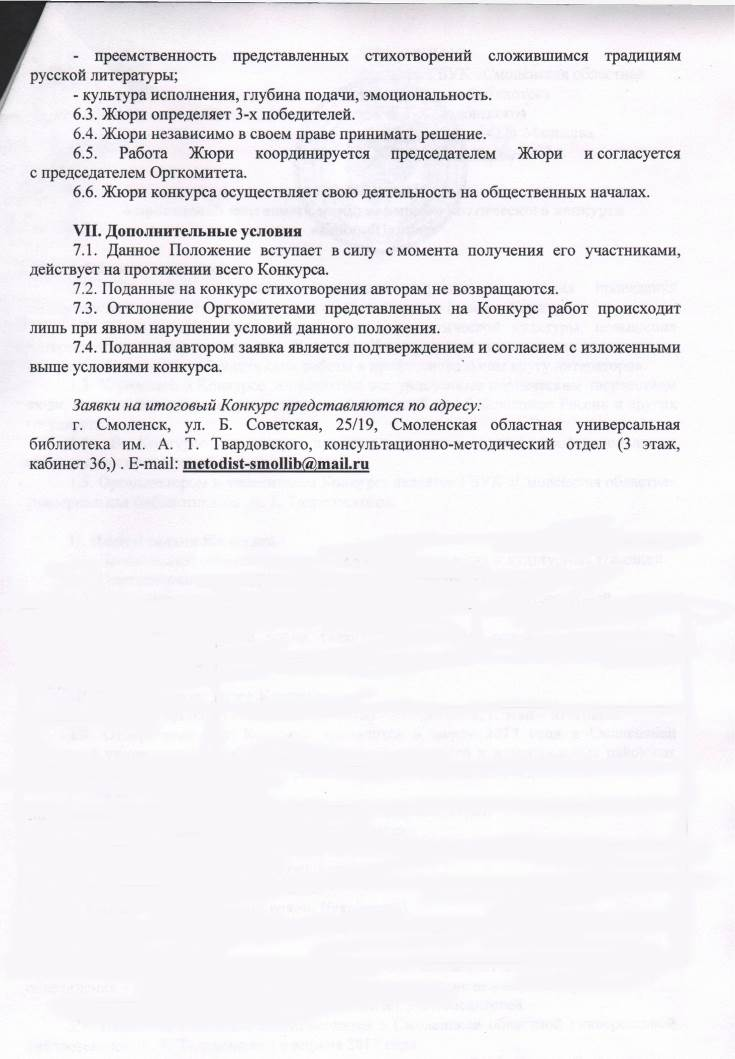 - преемственность представленных стихотворений сложившимся традициям
русской литературы;
- культура исполнения, глубина подачи, эмоциональность.
6.3. Жюри определяет 3-х победителей.
6.4. Жюри независимо в своем праве принимать решение.
6.5. Работа Жюри координируется председателем Жюри и согласуется
с председателем Оргкомитета.
6.6. Жюри конкурса осуществляет свою деятельность на общественных началах.
VII. Дополнительные условия
7.1. Данное Положение вступает в силу с момента получения его участниками,
действует на протяжении всего Конкурса.
7.2. Поданные на конкурс стихотворения авторам не возвращаются.
7.3. Отклонение Оргкомитетами представленных на Конкурс работ происходит
лишь при явном нарушении условий данного положения.
7.4. Поданная автором заявка является подтверждением и согласием с изложенными
выше условиями конкурса.
Заявки на итоговый Конкурс представляются по адресу:
г. Смоленск, ул. Б. Советская, 25/19, Смоленская областная универсальная
библиотека им. А. Т. Твардовского, консультационно-методический отдел (3 этаж,
кабинет 36,) . E-mail: metodist-smollib@mail.ru